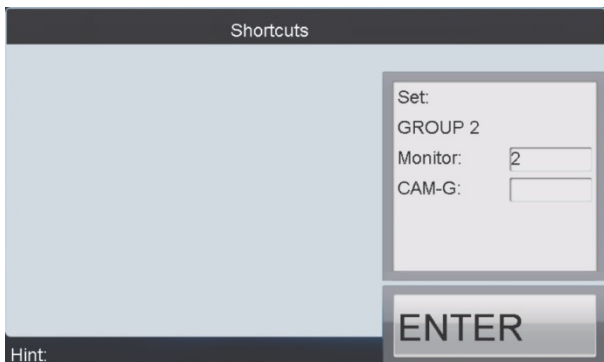 Shortcuts
Set:
GROUP 2
Monitor: 2
CAM-G:
ENTER
Hint: